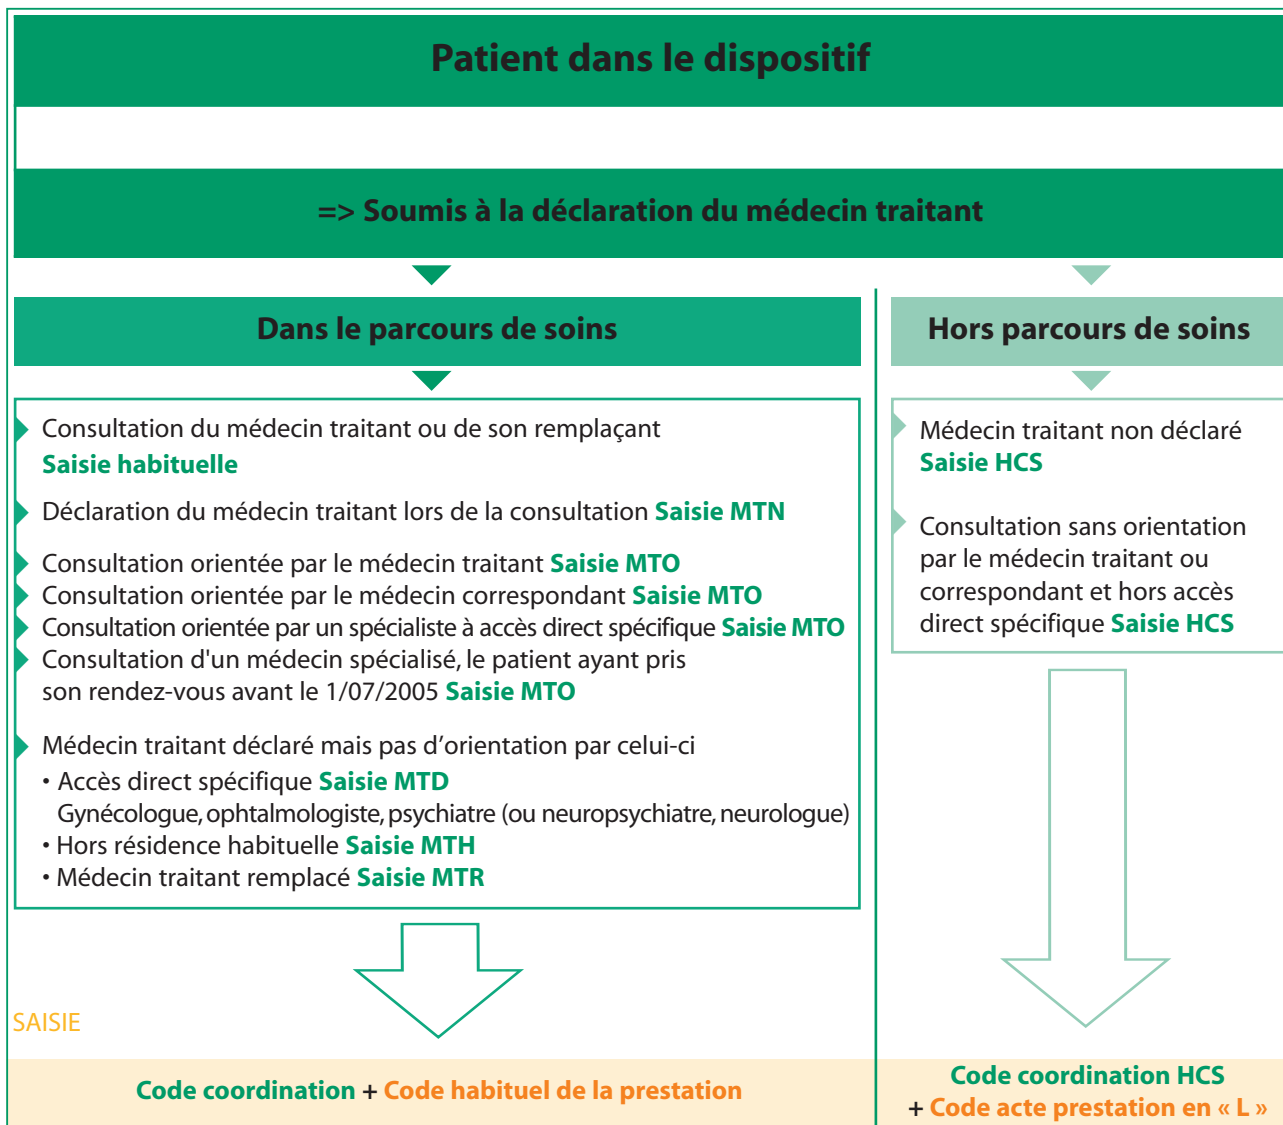 Patient dans le dispositif
=> Soumis à la déclaration du médecin traitant
Dans le parcours de soins
Consultation du médecin traitant ou de son remplaçant
Saisie habituelle
Déclaration du médecin traitant lors de la consultation Saisie MTN
Consultation orientée par le médecin traitant Saisie MTO
Consultation orientée par le médecin correspondant Saisie MTO
Consultation orientée par un spécialiste à accès direct spécifique Saisie MTO
Consultation d'un médecin spécialisé, le patient ayant pris
son rendez-vous avant le 1/07/2005 Saisie MTO
Médecin traitant déclaré mais pas d’orientation par celui-ci
• Accès direct spécifique Saisie MTD
Gynécologue, ophtalmologiste, psychiatre (ou neuropsychiatre, neurologue)
• Hors résidence habituelle Saisie MTH
• Médecin traitant remplacé Saisie MTR
SAISIE
Code coordination + Code habituel de la prestation
Hors parcours de soins
Médecin traitant non déclaré
Saisie HCS
Consultation sans orientation
par le médecin traitant ou
correspondant et hors accès
direct spécifique Saisie HCS
Code coordination HCS
+ Code acte prestation en « L »